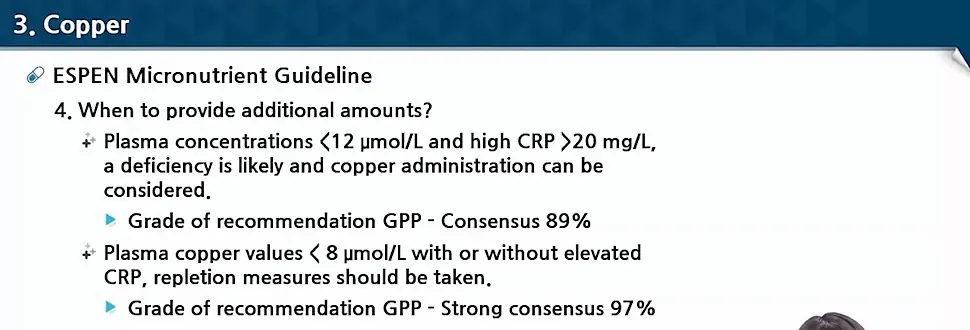 3. Copper
ESPEN Micronutrient Guideline
4. When to provide additional amounts?
Plasma concentrations <12 μmol/L and high CRP >20 mg/L,
a deficiency is likely and copper administration can be
considered.
Grade of recommendation GPP - Consensus 89%
Plasma copper values < 8 μmol/L with or without elevated
CRP, repletion measures should be taken.
Grade of recommendation GPP - Strong consensus 97%